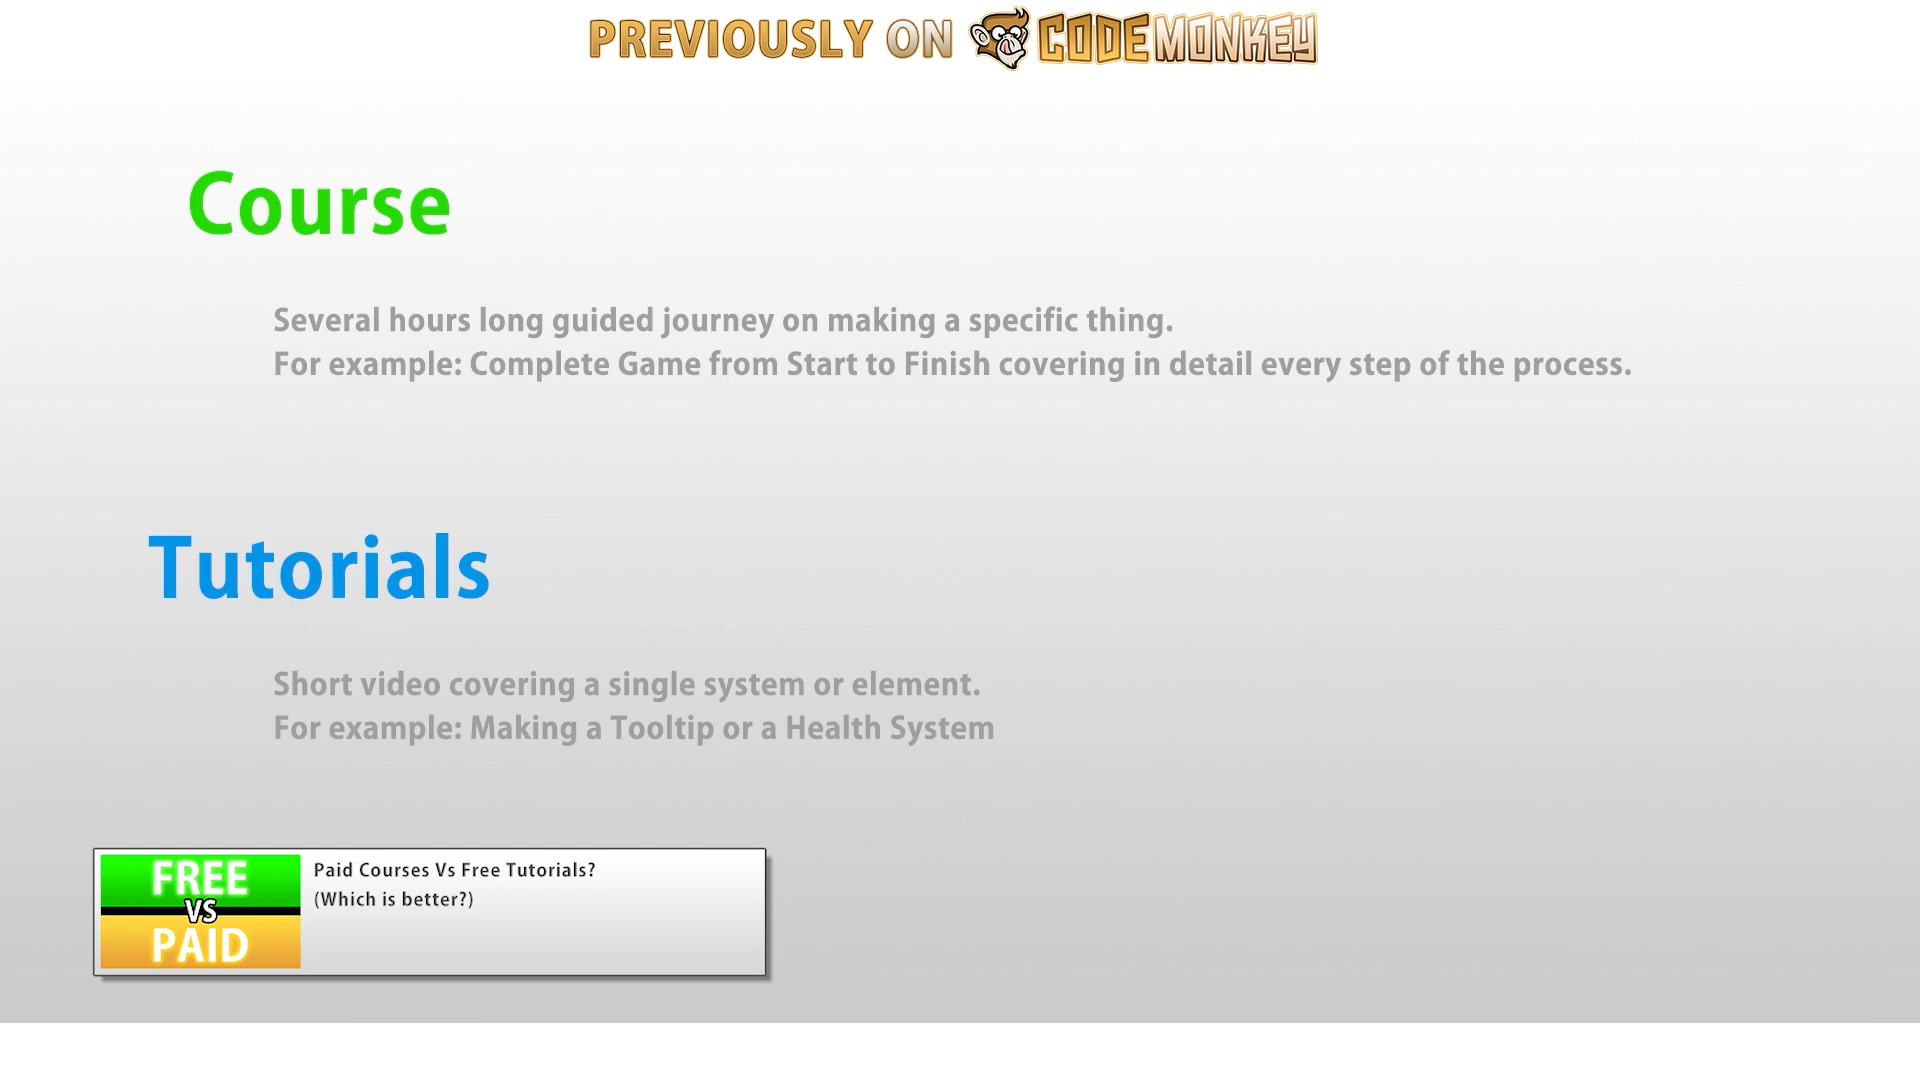 PREVIOUSLY ON CODEMONKEY
Course
Several hours long guided journey on making a specific thing.
For example: Complete Game from Start to Finish covering in detail every step of the process.
Tutorials
Short video covering a single system or element.
For example: Making a Tooltip or a Health System
FREE
VS
PAID
Paid Courses Vs Free Tutorials?
(Which is better?)